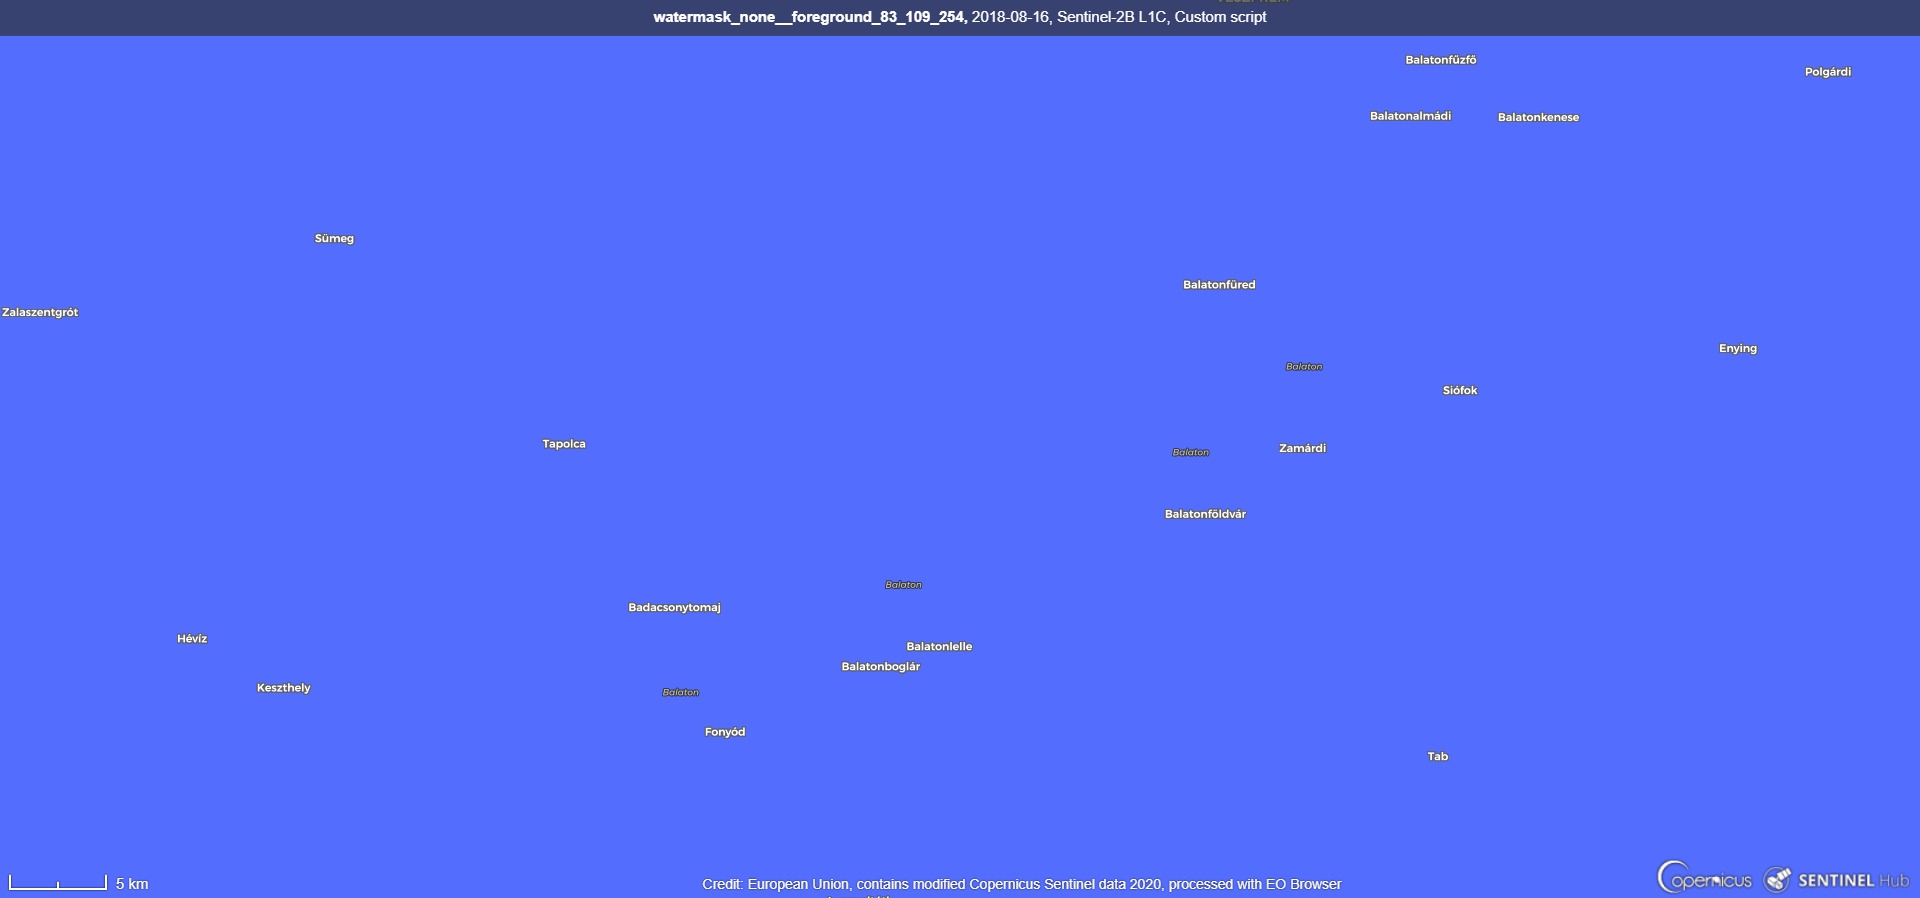 watermask_none__foreground_83_109_254, 2018-08-16, Sentinel-2B L1C, Custom script
Balatonfűzfő
Polgárdi
Balatonalmádi
Balatonkenese
Sümeg
Balatonfüred
Zalaszentgrót
Enying
Balaton
Siófok
Tapolca
Zamárdi
Balaton
Balatonföldvár
Balaton
Badacsonytomaj
Hévíz
Balatonlelle
Balatonboglár
Keszthely
Balaton
Fonyód
Tab
5 km
Credit: European Union, contains modified Copernicus Sentinel data 2020, processed with EO Browser
Copernicus
SENTINEL Hub